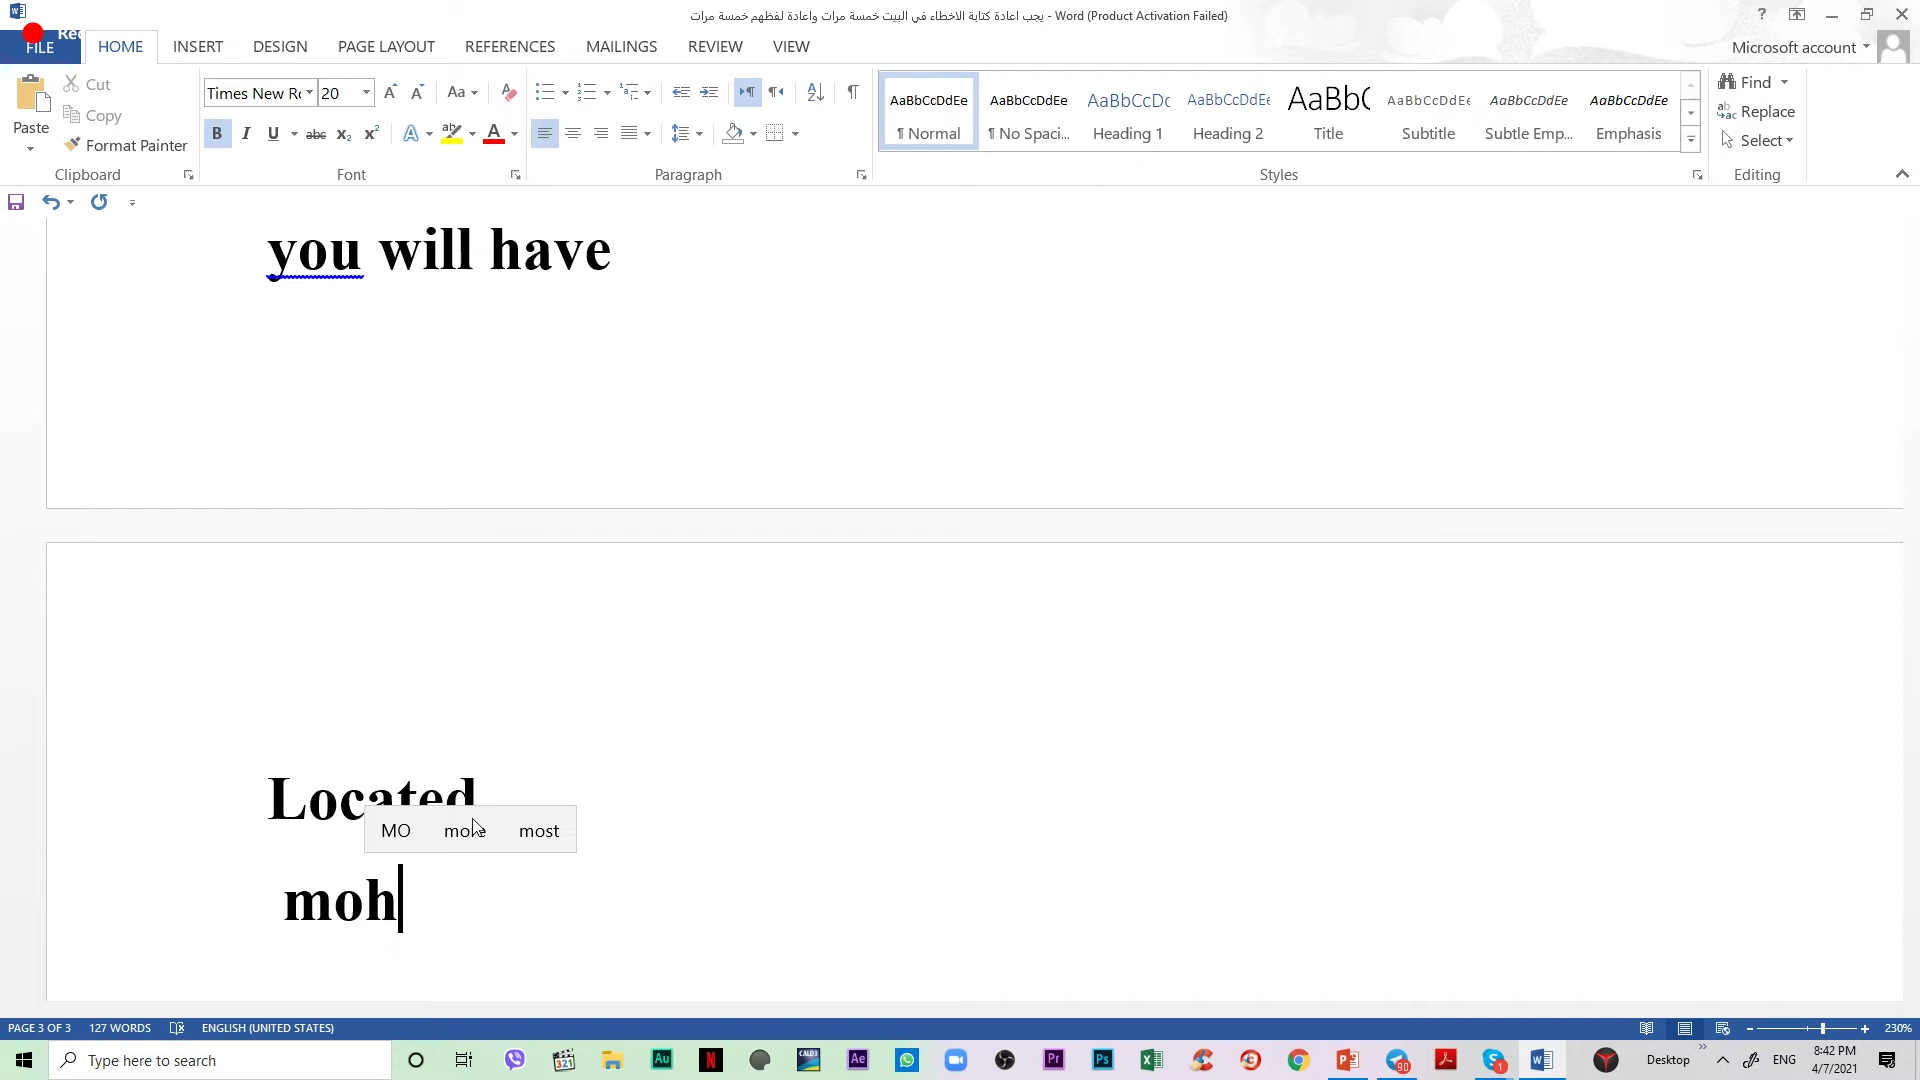 يجب اعادة كتابة الاخطاء في البيت خمسة مرات واعادة لفظهم خمسة مرات - Word (Product Activation Failed)
FILE HOME INSERT DESIGN PAGE LAYOUT REFERENCES MAILINGS REVIEW VIEW Microsoft account
Paste
Cut
Copy
Format Painter
Clipboard
Times New Ro 20
Font
Paragraph
AaBbCcDdEe AaBbCcDdEe AaBbCcDc AaBbCcDdEe AaBbC AaBbCcDdEe AaBbCcDdEe AaBbCcDdEe
¶ Normal ¶ No Spaci... Heading 1 Heading 2 Title Subtitle Subtle Emp... Emphasis
Styles
Find
Replace
Select
Editing
you will have
Located
MO more most
moh
PAGE 3 OF 3 127 WORDS ENGLISH (UNITED STATES) 230%
Type here to search
Desktop ENG 8:42 PM
4/7/2021